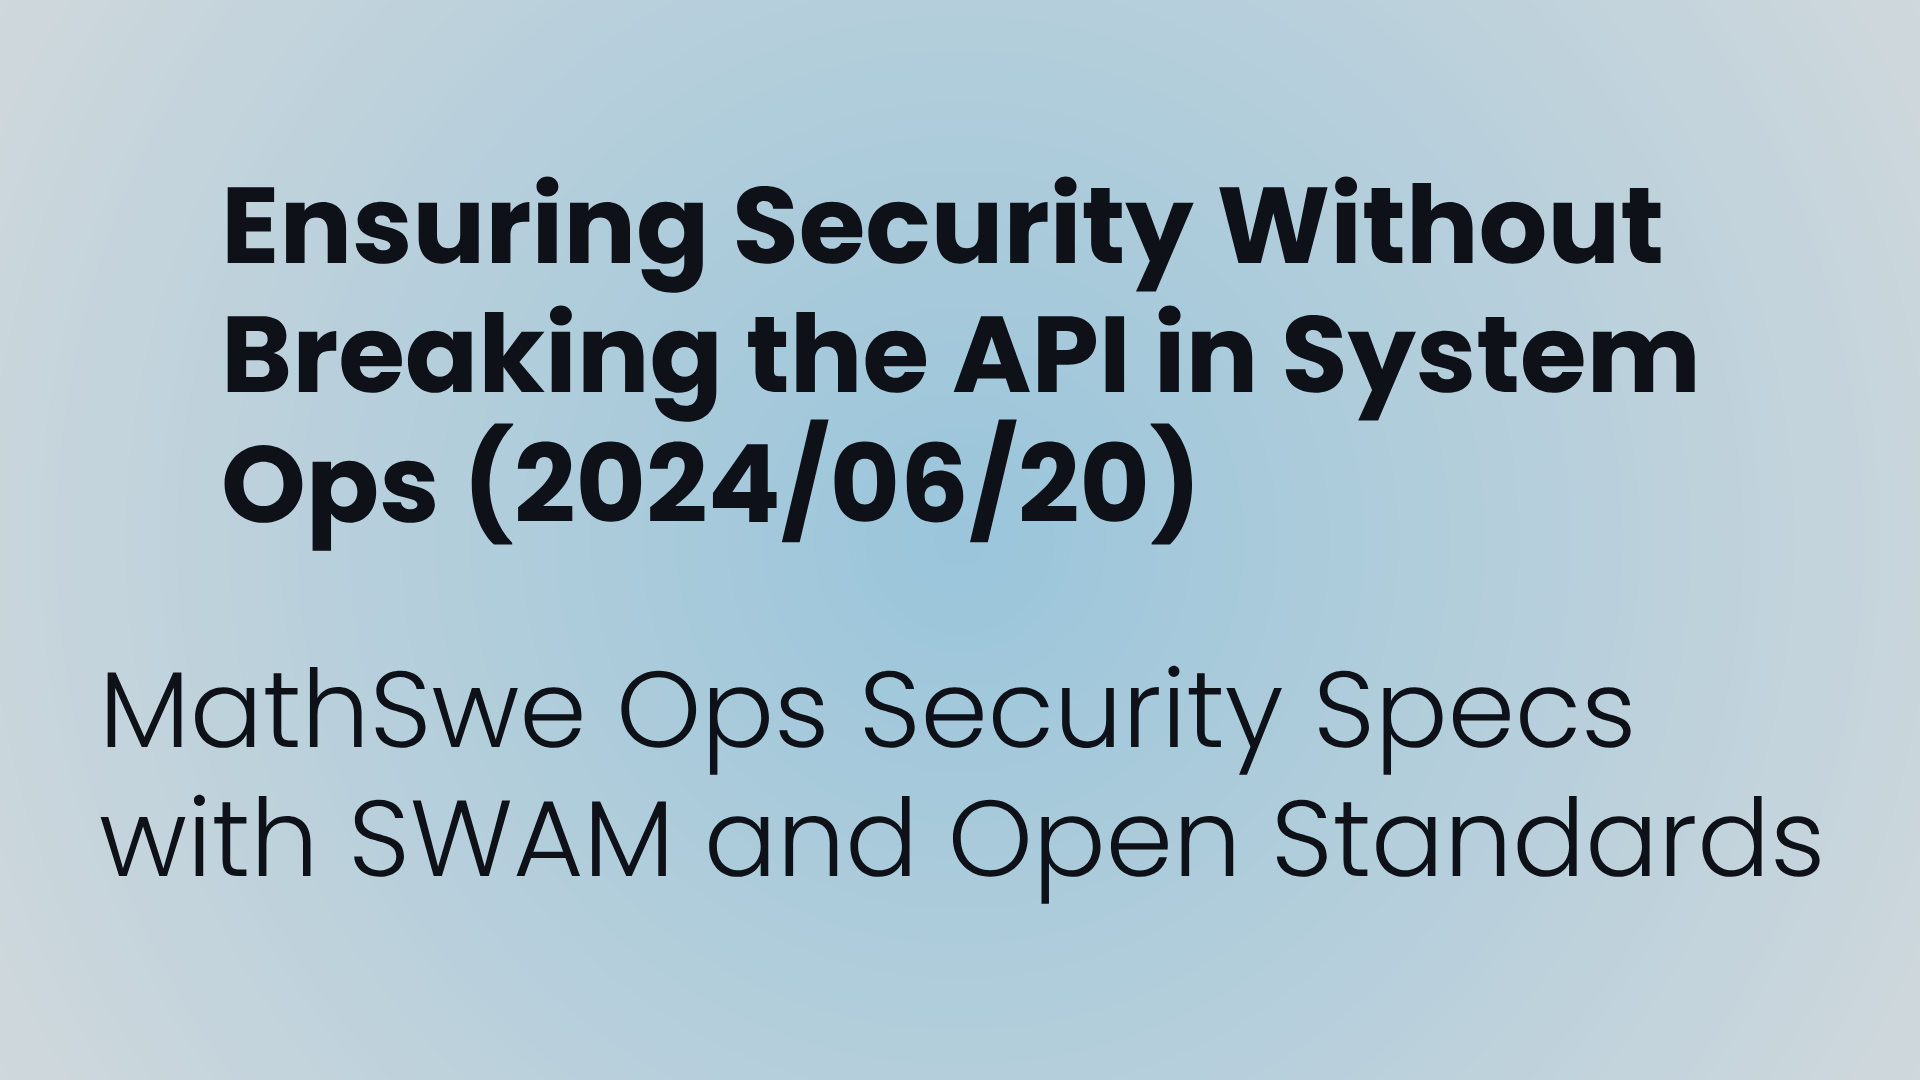 Ensuring Security Without
Breaking the API in System
Ops (2024/06/20)
MathSwe Ops Security Specs
with SWAM and Open Standards